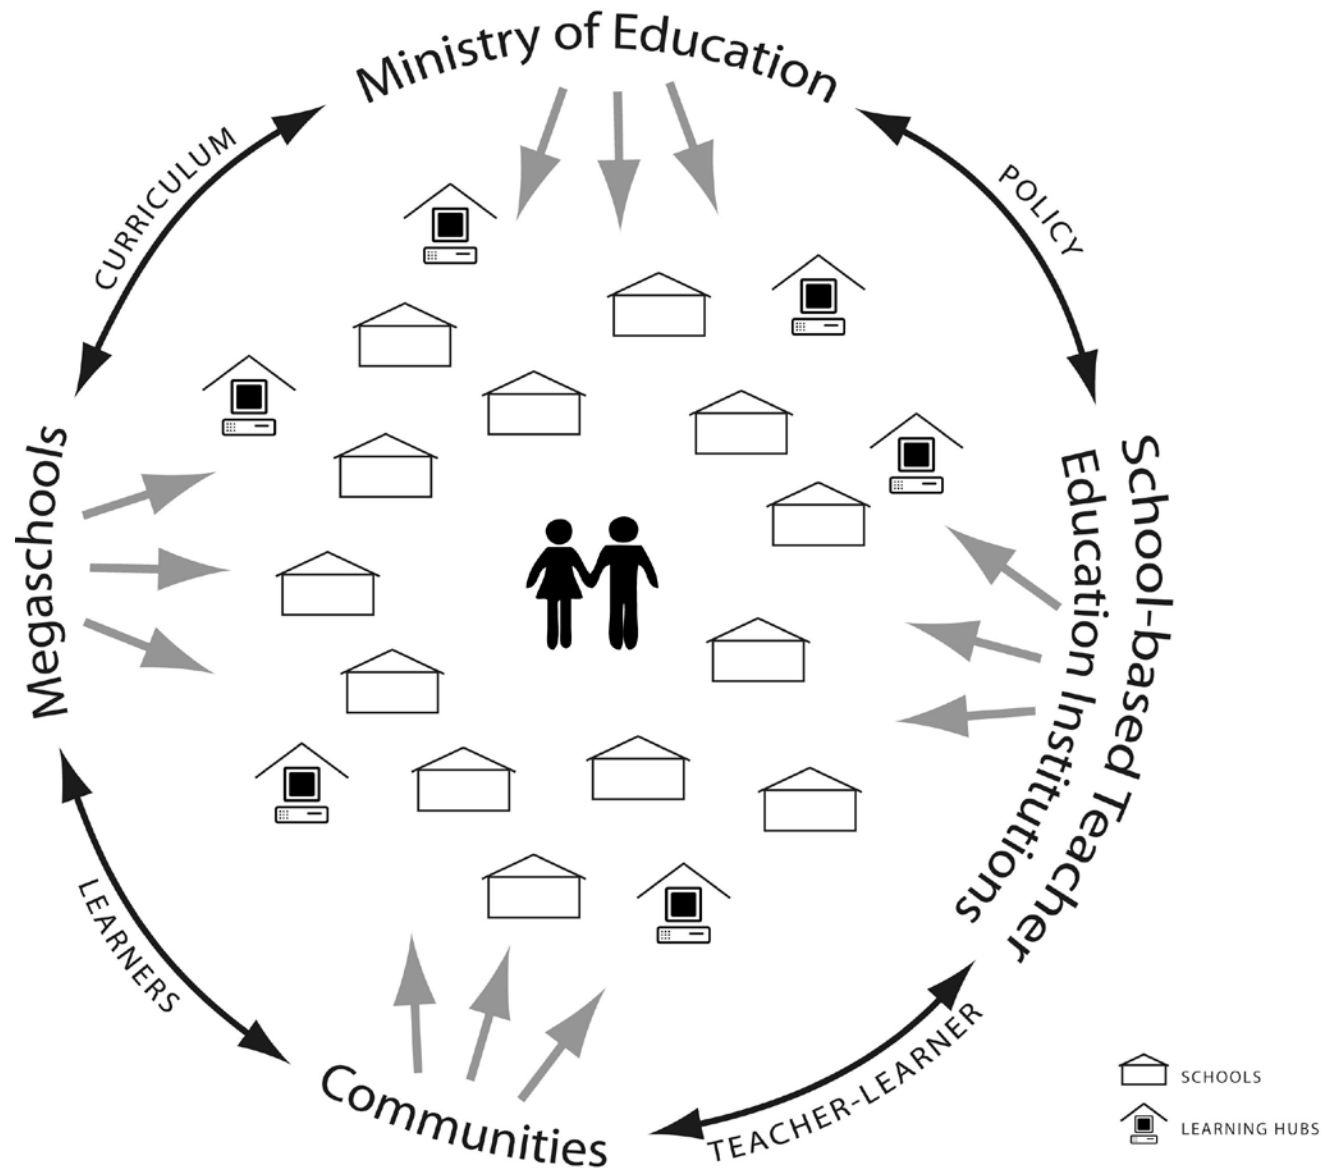 Ministry of Education
CURRICULUM
POLICY
Megaschools
School-based Teacher
Education Institutions
LEARNERS
TEACHER-LEARNER
Communities
SCHOOLS
LEARNING HUBS